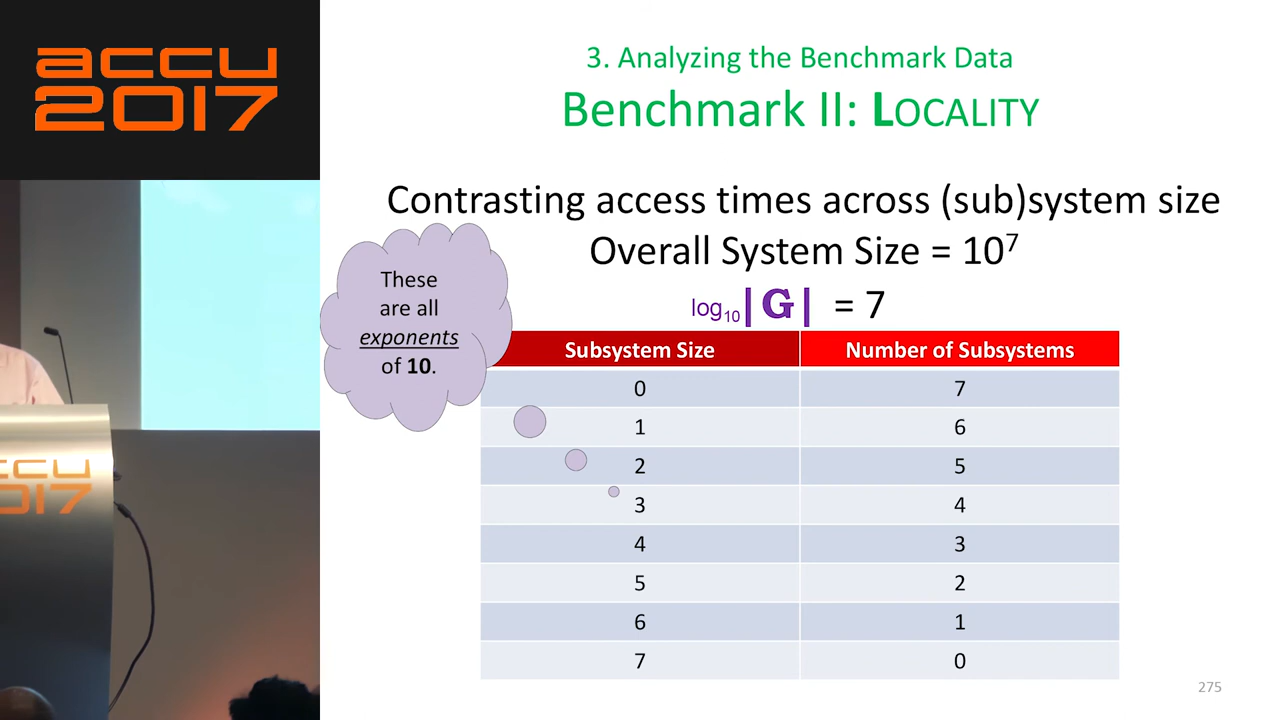 accu
2017
3. Analyzing the Benchmark Data
Benchmark II: LOCALITY
Contrasting access times across (sub)system size
Overall System Size = 10⁷
log₁₀|G| = 7
These
are all
exponents
of 10.
Subsystem Size Number of Subsystems
0 7
1 6
2 5
3 4
4 3
5 2
6 1
7 0
275